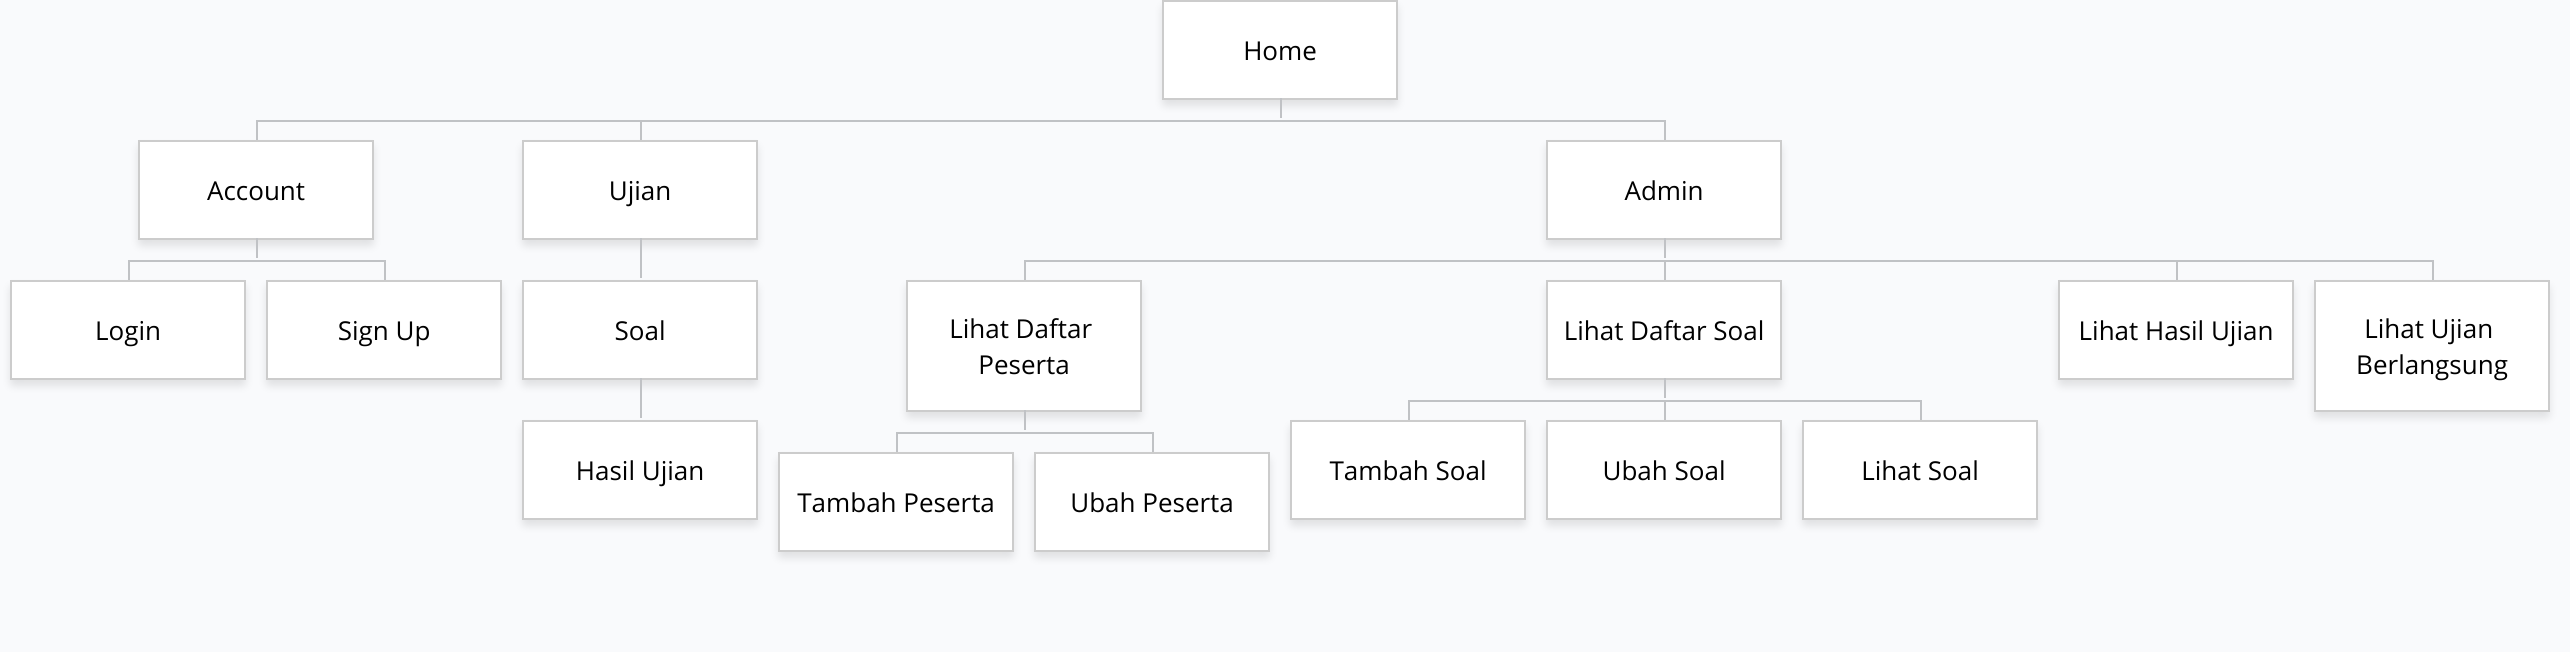 Home
Account
Ujian
Admin
Login
Sign Up
Soal
Lihat Daftar
Peserta
Lihat Daftar Soal
Lihat Hasil Ujian
Lihat Ujian
Berlangsung
Hasil Ujian
Tambah Peserta
Ubah Peserta
Tambah Soal
Ubah Soal
Lihat Soal